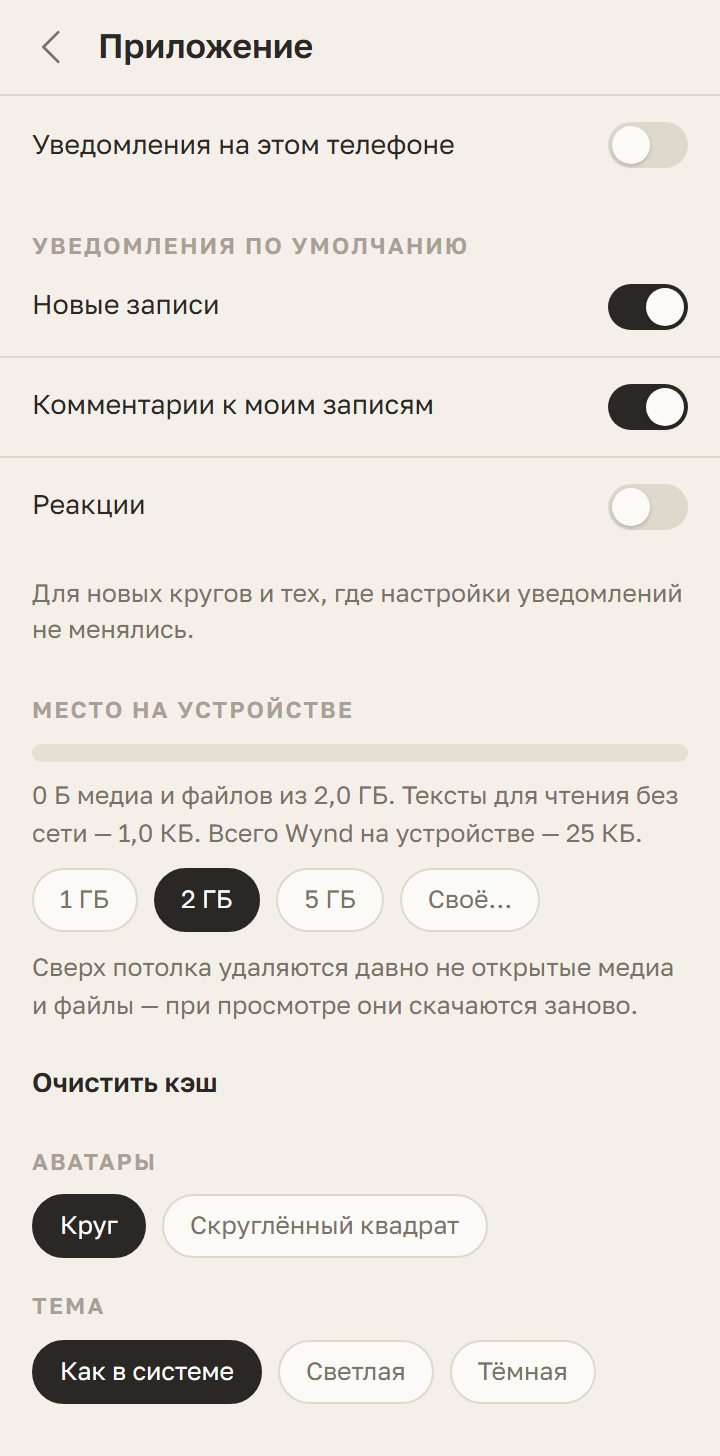 Приложение
Уведомления на этом телефоне
УВЕДОМЛЕНИЯ ПО УМОЛЧАНИЮ
Новые записи
Комментарии к моим записям
Реакции
Для новых кругов и тех, где настройки уведомлений
не менялись.
МЕСТО НА УСТРОЙСТВЕ
0 Б медиа и файлов из 2,0 ГБ. Тексты для чтения без
сети — 1,0 КБ. Всего Wynd на устройстве — 25 КБ.
1 ГБ 2 ГБ 5 ГБ Своё...
Сверх потолка удаляются давно не открытые медиа
и файлы — при просмотре они скачаются заново.
Очистить кэш
АВАТАРЫ
Круг Скруглённый квадрат
ТЕМА
Как в системе Светлая Тёмная